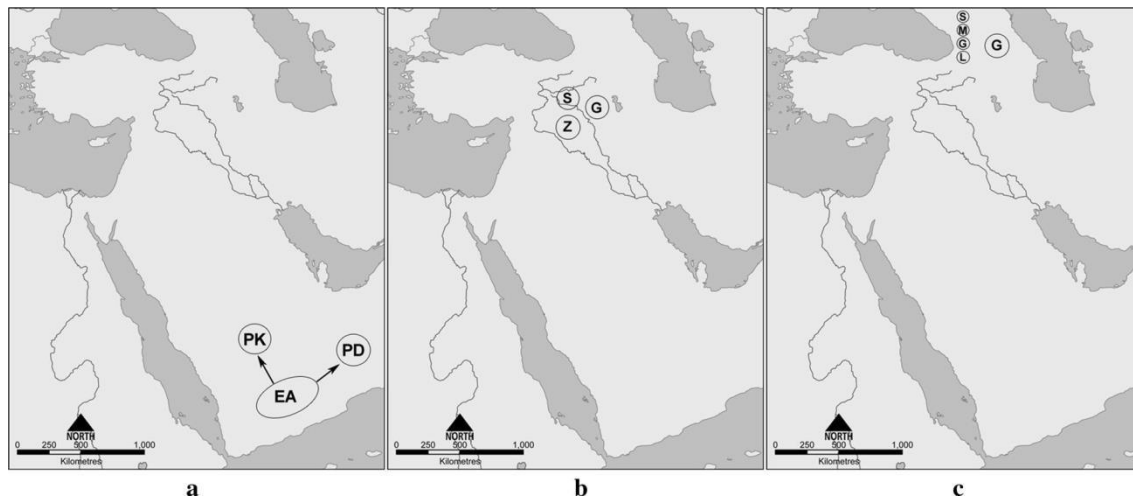 PK
PD
EA
NORTH
0 250 500 1,000
Kilometres
a
S
G
Z
NORTH
0 250 500 1,000
Kilometres
b
S
M
G
L
G
NORTH
0 250 500 1,000
Kilometres
c